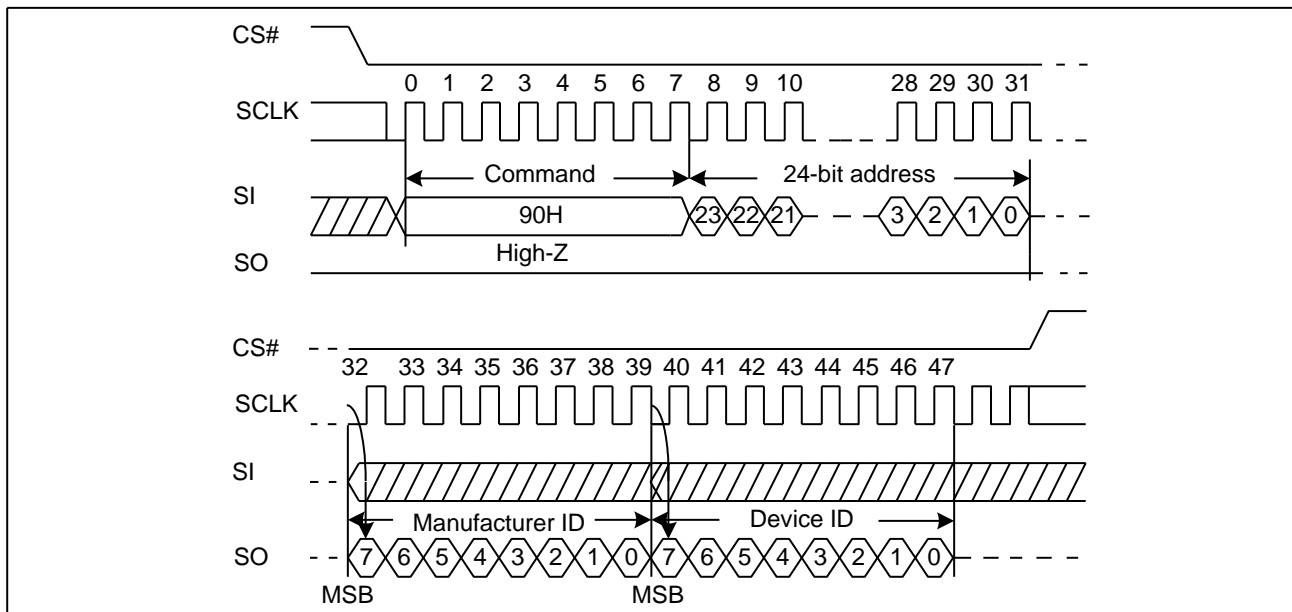 CS#
0 1 2 3 4 5 6 7 8 9 10 28 29 30 31
SCLK
Command 24-bit address
SI
90H 23 22 21 3 2 1 0
High-Z
SO
CS#
32 33 34 35 36 37 38 39 40 41 42 43 44 45 46 47
SCLK
SI
Manufacturer ID Device ID
SO 7 6 5 4 3 2 1 0 7 6 5 4 3 2 1 0
MSB MSB